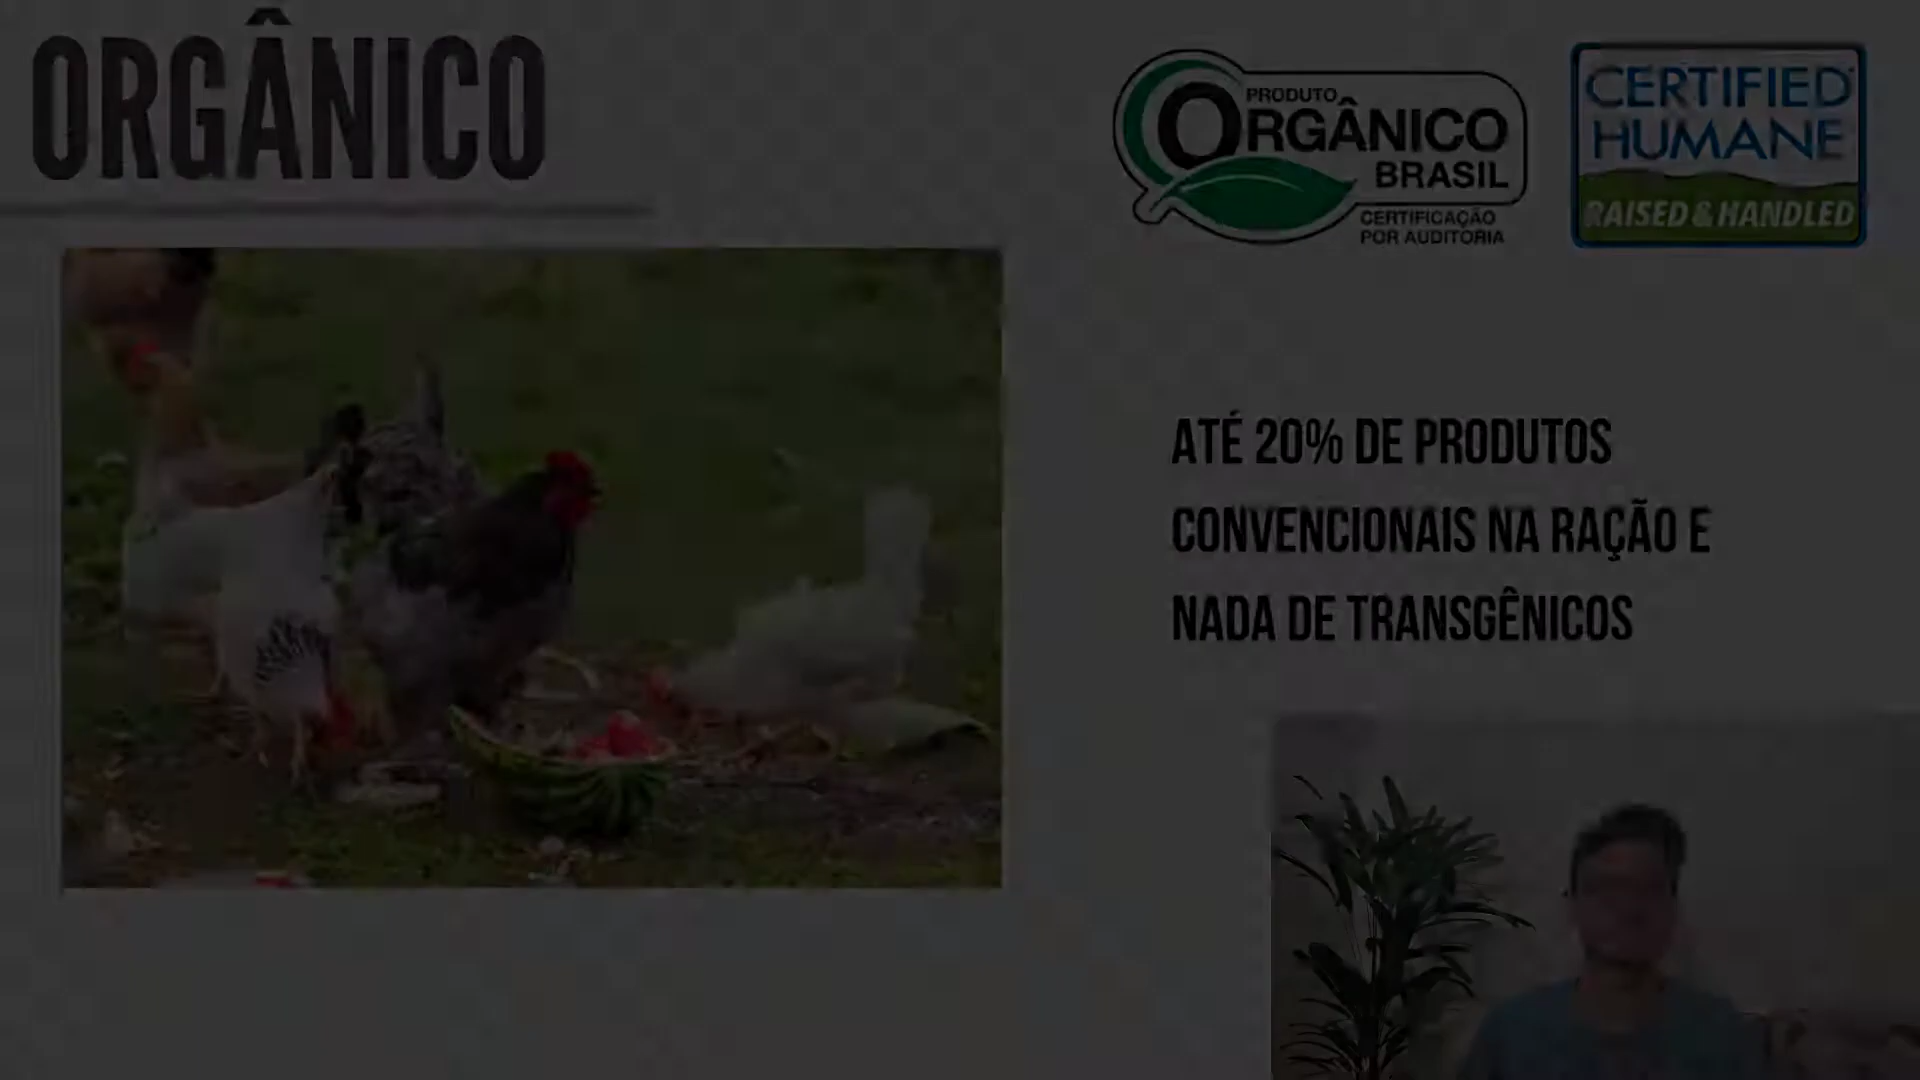 ORGÂNICO
PRODUTO
ORGÂNICO
BRASIL
CERTIFICAÇÃO
POR AUDITORIA
CERTIFIED
HUMANE
RAISED & HANDLED
ATÉ 20% DE PRODUTOS
CONVENCIONAIS NA RAÇÃO E
NADA DE TRANSGÊNICOS